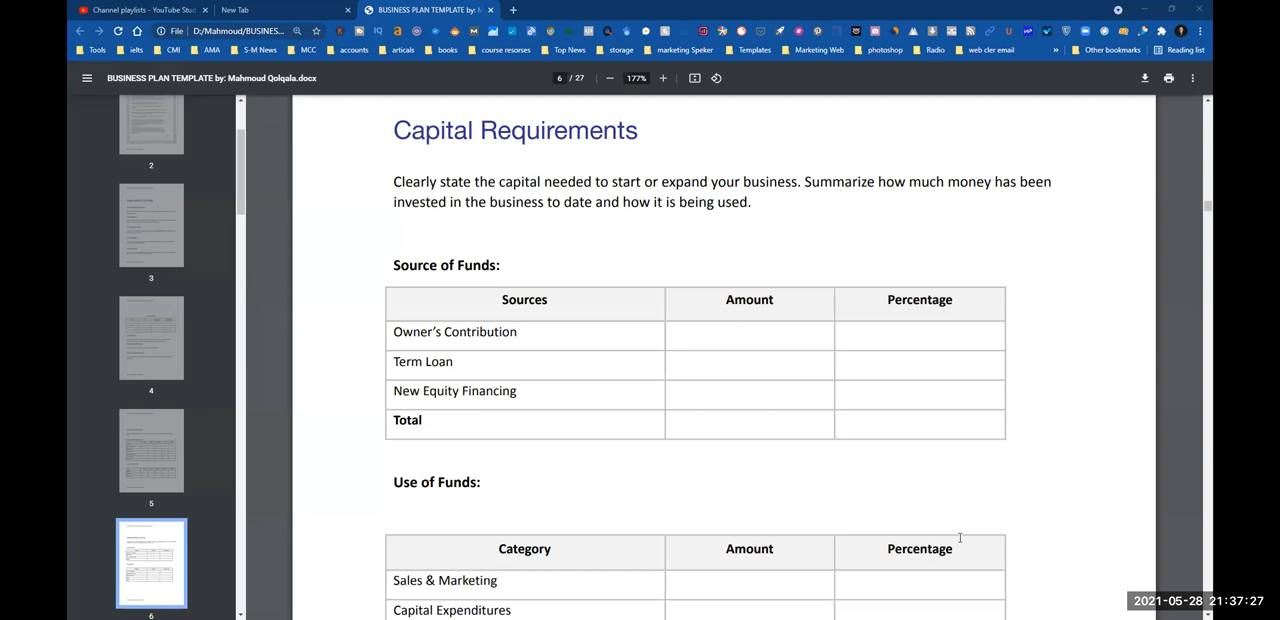 Channel playlists - YouTube Stud
New Tab
BUSINESS PLAN TEMPLATE by: M
File
D:/Mahmoud/BUSINES...
Tools
ielts
CMI
AMA
S-M News
MCC
accounts
articals
books
course resorses
Top News
storage
marketing Speker
Templates
Marketing Web
photoshop
Radio
web cler email
»
Other bookmarks
Reading list
BUSINESS PLAN TEMPLATE by: Mahmoud Qolqala.docx
6 / 27
177%
2
3
4
5
6
Capital Requirements
Clearly state the capital needed to start or expand your business. Summarize how much money has been
invested in the business to date and how it is being used.
Source of Funds:
Sources Amount Percentage
Owner’s Contribution
Term Loan
New Equity Financing
Total
Use of Funds:
Category Amount Percentage
Sales & Marketing
Capital Expenditures
2021-05-28 21:37:27